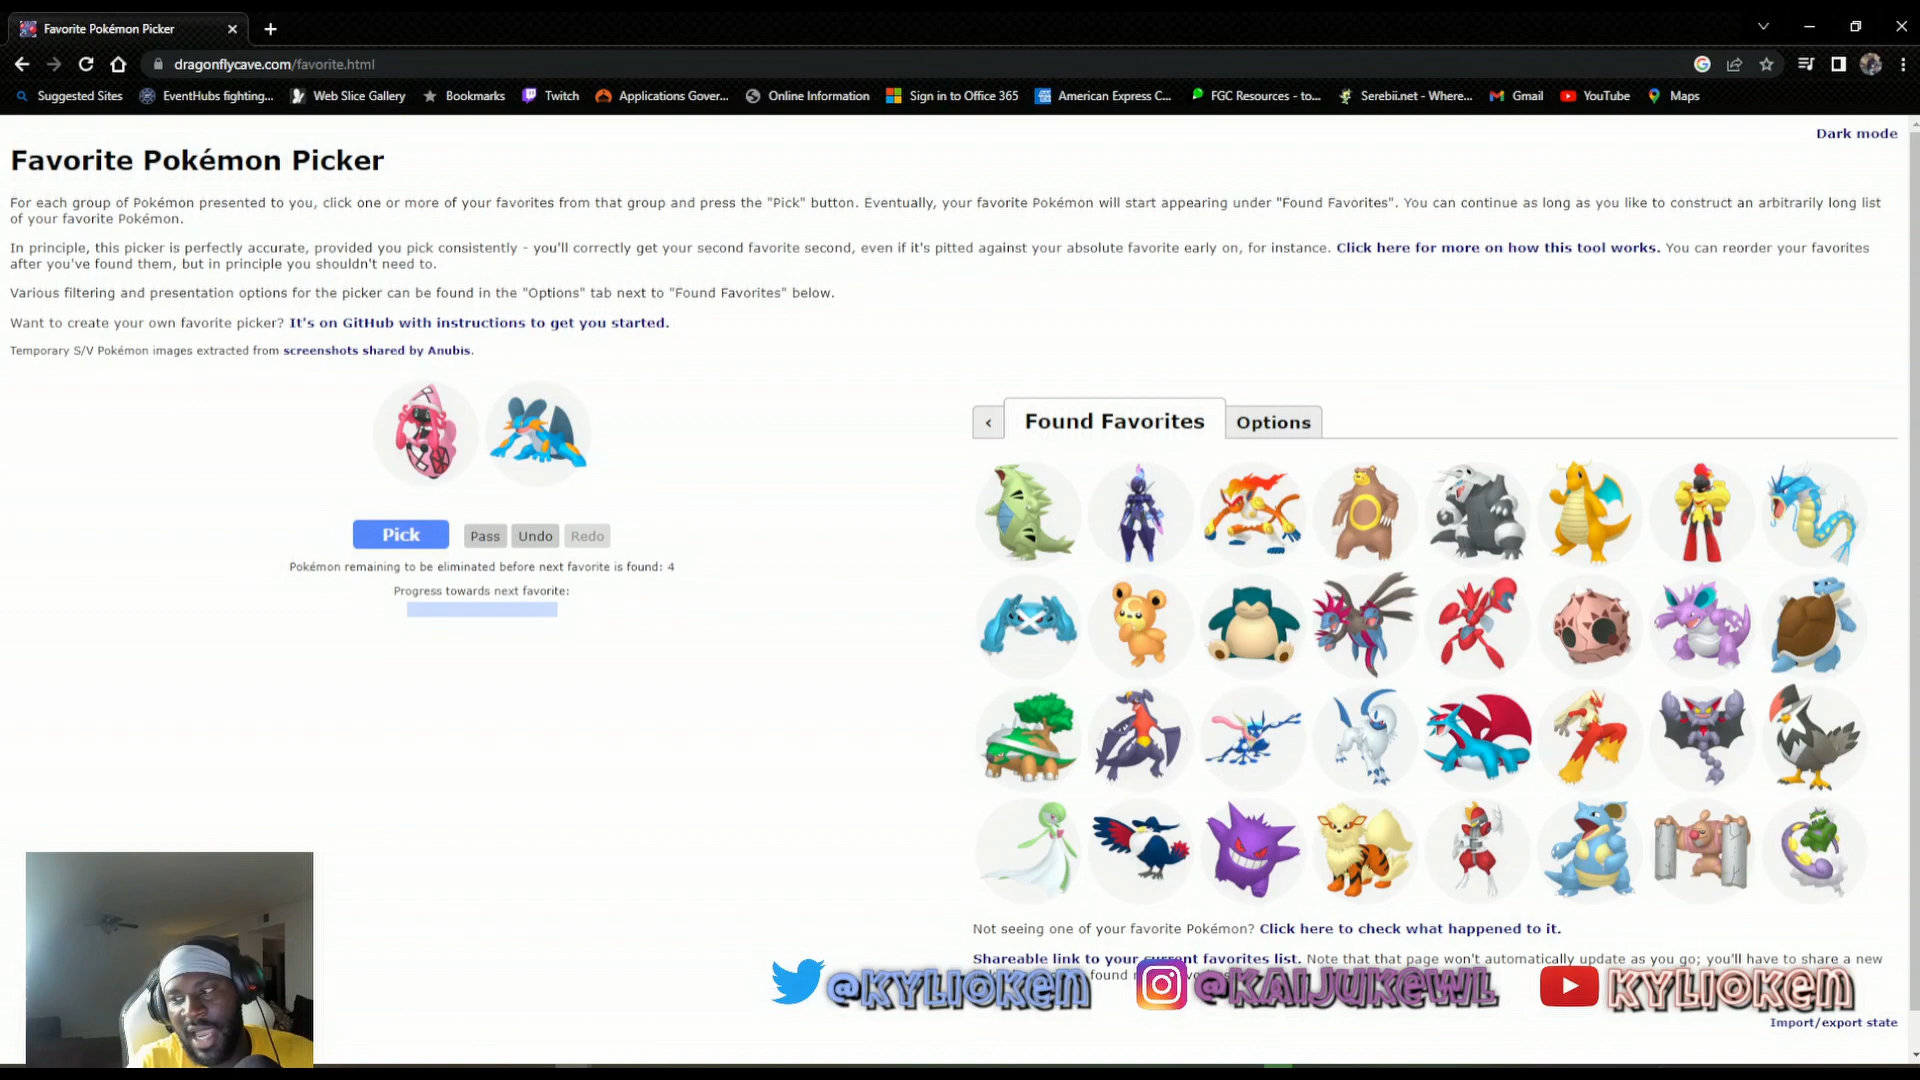 Favorite Pokémon Picker
dragonflycave.com/favorite.html
Suggested Sites
EventHubs fighting...
Web Slice Gallery
Bookmarks
Twitch
Applications Gover...
Online Information
Sign in to Office 365
American Express C...
FGC Resources - to...
Serebii.net - Where...
Gmail
YouTube
Maps
Dark mode
Favorite Pokémon Picker
For each group of Pokémon presented to you, click one or more of your favorites from that group and press the "Pick" button. Eventually, your favorite Pokémon will start appearing under "Found Favorites". You can continue as long as you like to construct an arbitrarily long list
of your favorite Pokémon.
In principle, this picker is perfectly accurate, provided you pick consistently - you'll correctly get your second favorite second, even if it's pitted against your absolute favorite early on, for instance. Click here for more on how this tool works. You can reorder your favorites
after you've found them, but in principle you shouldn't need to.
Various filtering and presentation options for the picker can be found in the "Options" tab next to "Found Favorites" below.
Want to create your own favorite picker? It's on GitHub with instructions to get you started.
Temporary S/V Pokémon images extracted from screenshots shared by Anubis.
Pick
Pass
Undo
Redo
Pokémon remaining to be eliminated before next favorite is found: 4
Progress towards next favorite:
‹
Found Favorites
Options
Not seeing one of your favorite Pokémon? Click here to check what happened to it.
Shareable link to your current favorites list. Note that that page won't automatically update as you go; you'll have to share a new
found
@KYLIOKEN
@KAIJUKEWL
KYLIOKEN
Import/export state